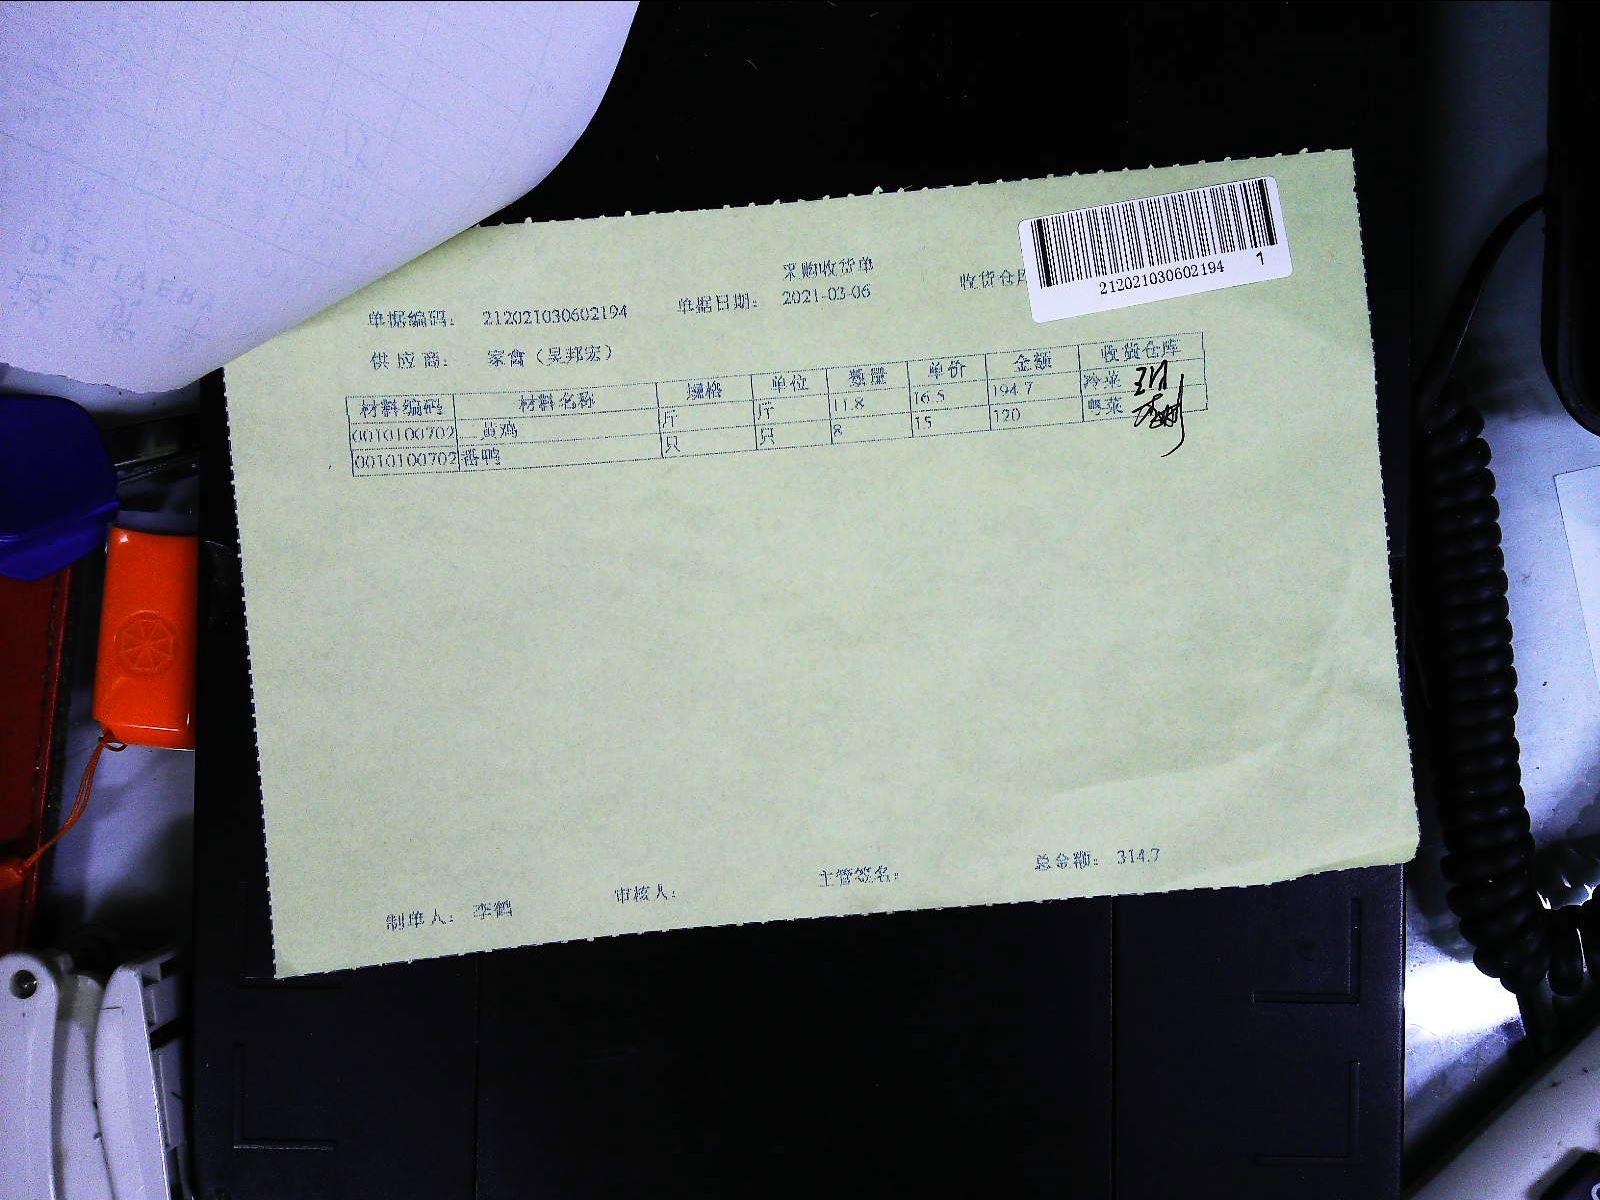 采购收货单
单据编码: 212021030602194 单据日期: 2021-03-06 收货仓库
212021030602194 1
供应商: 家禽（吴邦宏）
材料编码 材料名称 规格 单位 数量 单价 金额 收货仓库
0010100702 三黄鸡 斤 斤 11.8 16.5 194.7 冷菜
0010100702 番鸭 只 只 8 15 120 粤菜
制单人: 李鹤 审核人: 主管签名: 总金额: 314.7
DELIVERY